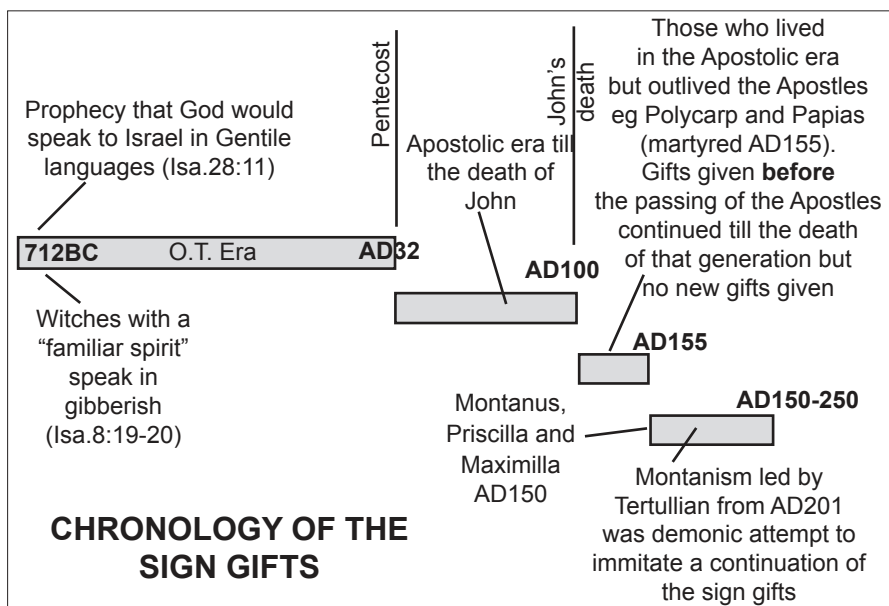 Prophecy that God would
speak to Israel in Gentile
languages (Isa.28:11)
Pentecost
John's
death
Those who lived
in the Apostolic era
but outlived the Apostles
eg Polycarp and Papias
(martyred AD155).
Gifts given before
the passing of the Apostles
continued till the death
of that generation but
no new gifts given
Apostolic era till
the death of
John
712BC O.T. Era AD32
AD100
Witches with a
“familiar spirit”
speak in
gibberish
(Isa.8:19-20)
AD155
AD150-250
Montanus,
Priscilla and
Maximilla
AD150
Montanism led by
Tertullian from AD201
was demonic attempt to
immitate a continuation of
the sign gifts
CHRONOLOGY OF THE
SIGN GIFTS